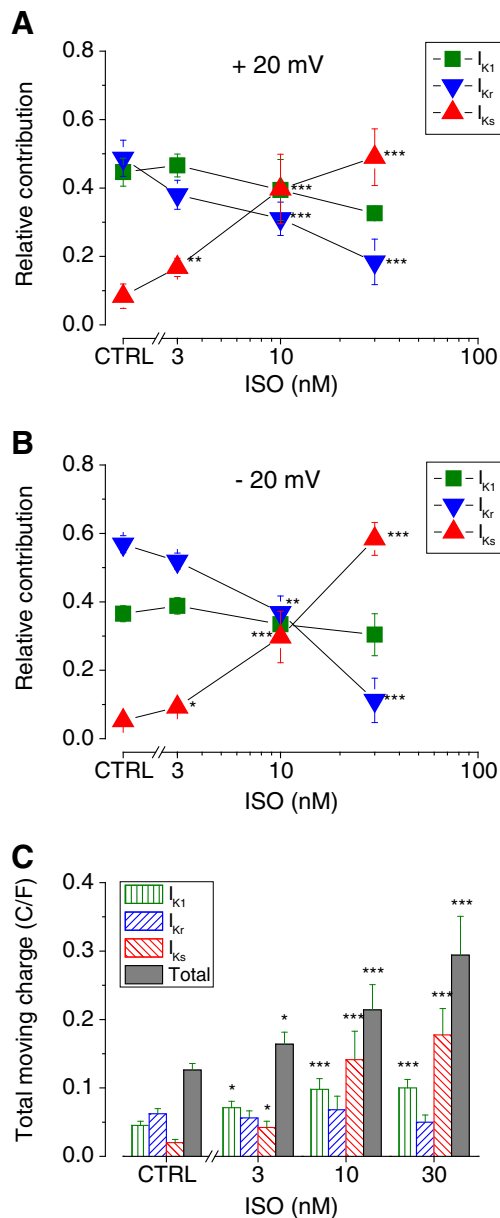 A
+ 20 mV
I_K1
I_Kr
I_Ks
Relative contribution
0.8
0.6
0.4
0.2
0.0
***
***
**
***
***
CTRL
3
10
100
ISO (nM)
B
- 20 mV
I_K1
I_Kr
I_Ks
Relative contribution
0.8
0.6
0.4
0.2
0.0
***
**
***
*
***
CTRL
3
10
100
ISO (nM)
C
I_K1
I_Kr
I_Ks
Total
Total moving charge (C/F)
0.4
0.3
0.2
0.1
0.0
* * *
*** *** ***
*** *** ***
CTRL
3
10
30
ISO (nM)